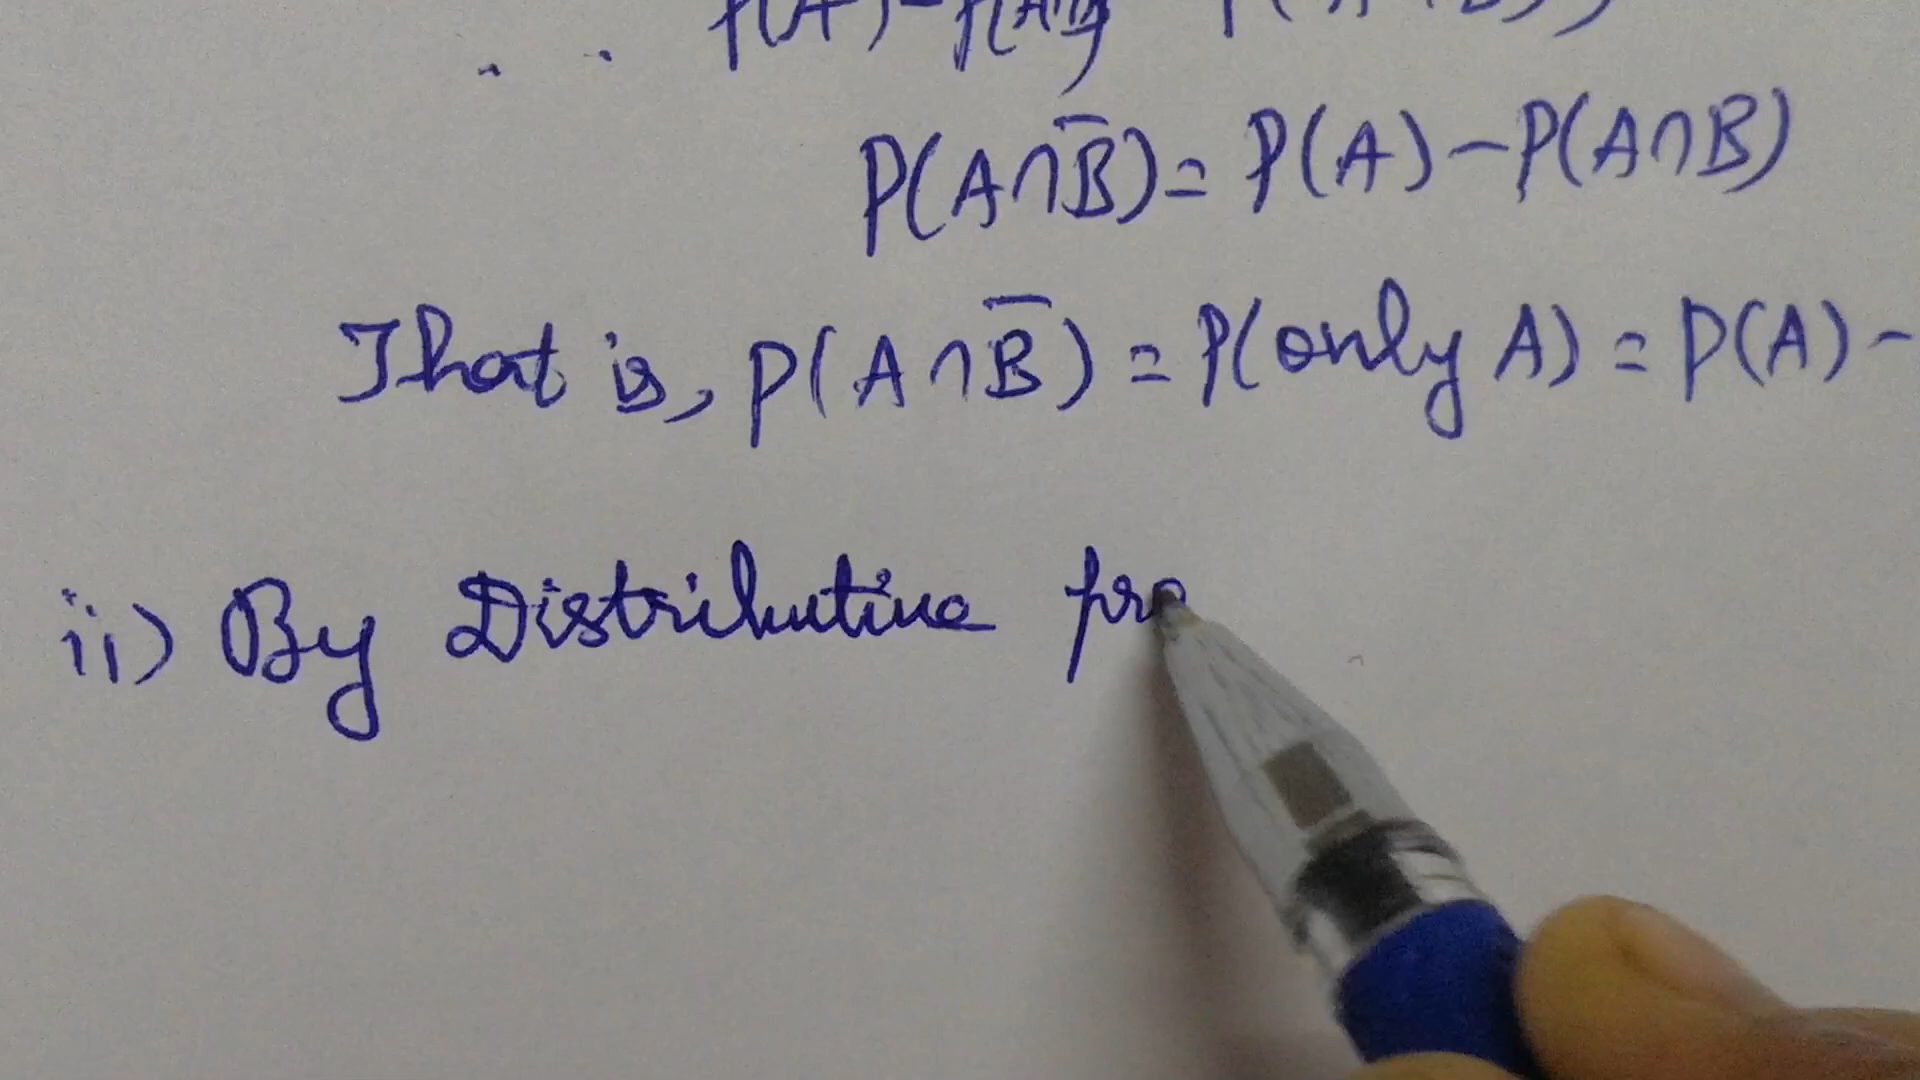 P(A∩B̅) = P(A) − P(A∩B)
That is, P(A∩B̅) = P(only A) = P(A) −
ii) By Distributive pro